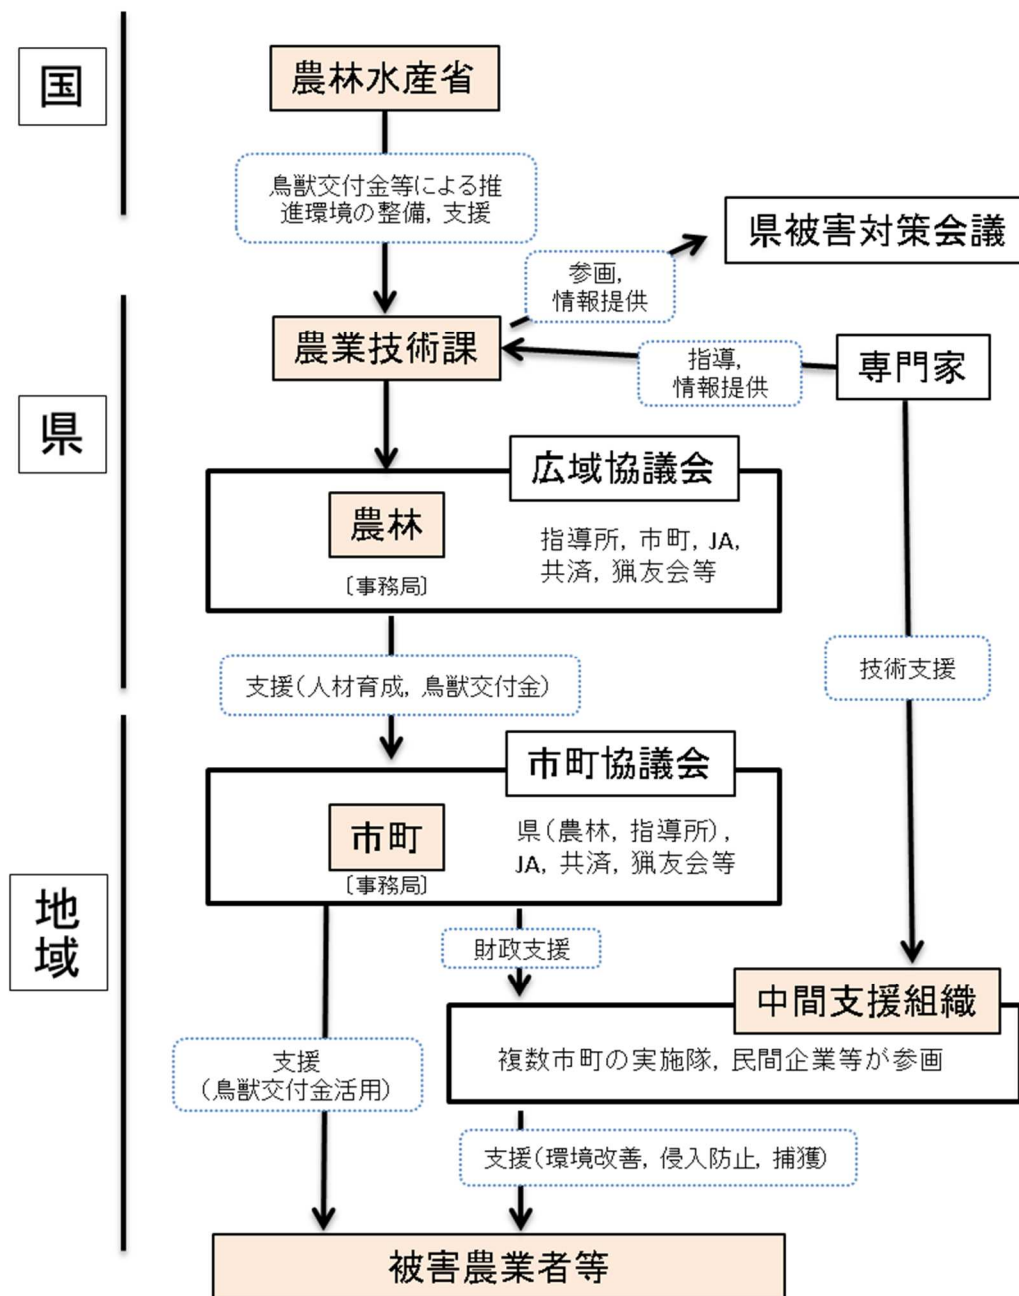 国
農林水産省
鳥獣交付金等による推
進環境の整備，支援
県被害対策会議
参画，
情報提供
県
農業技術課
指導，
情報提供
専門家
広域協議会
農林
〔事務局〕
指導所，市町，JA，
共済，猟友会等
支援（人材育成，鳥獣交付金）
技術支援
地域
市町協議会
市町
〔事務局〕
県（農林，指導所），
JA，共済，猟友会等
財政支援
中間支援組織
複数市町の実施隊，民間企業等が参画
支援
（鳥獣交付金活用）
支援（環境改善，侵入防止，捕獲）
被害農業者等